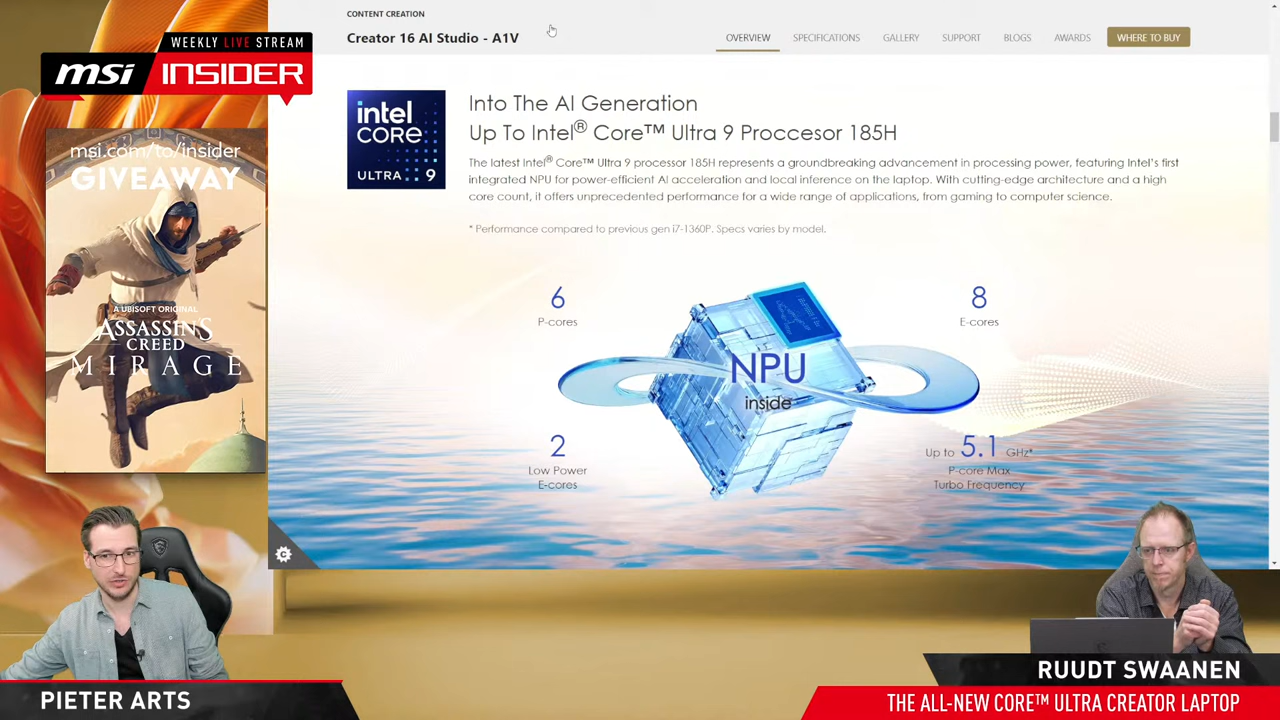 WEEKLY LIVE STREAM
msi INSIDER
msi.com/to/insider
GIVEAWAY
A UBISOFT ORIGINAL
ASSASSIN'S
CREED
MIRAGE
CONTENT CREATION
Creator 16 AI Studio - A1V
OVERVIEW
SPECIFICATIONS
GALLERY
SUPPORT
BLOGS
AWARDS
WHERE TO BUY
intel
CORE
ULTRA 9
Into The AI Generation
Up To Intel® Core™ Ultra 9 Proccesor 185H
The latest Intel® Core™ Ultra 9 processor 185H represents a groundbreaking advancement in processing power, featuring Intel's first
integrated NPU for power-efficient AI acceleration and local inference on the laptop. With cutting-edge architecture and a high
core count, it offers unprecedented performance for a wide range of applications, from gaming to computer science.
* Performance compared to previous gen i7-1360P. Specs varies by model.
6
P-cores
8
E-cores
NPU
inside
2
Low Power
E-cores
Up to 5.1 GHz*
P-core Max
Turbo Frequency
PIETER ARTS
RUUDT SWAANEN
THE ALL-NEW CORE™ ULTRA CREATOR LAPTOP